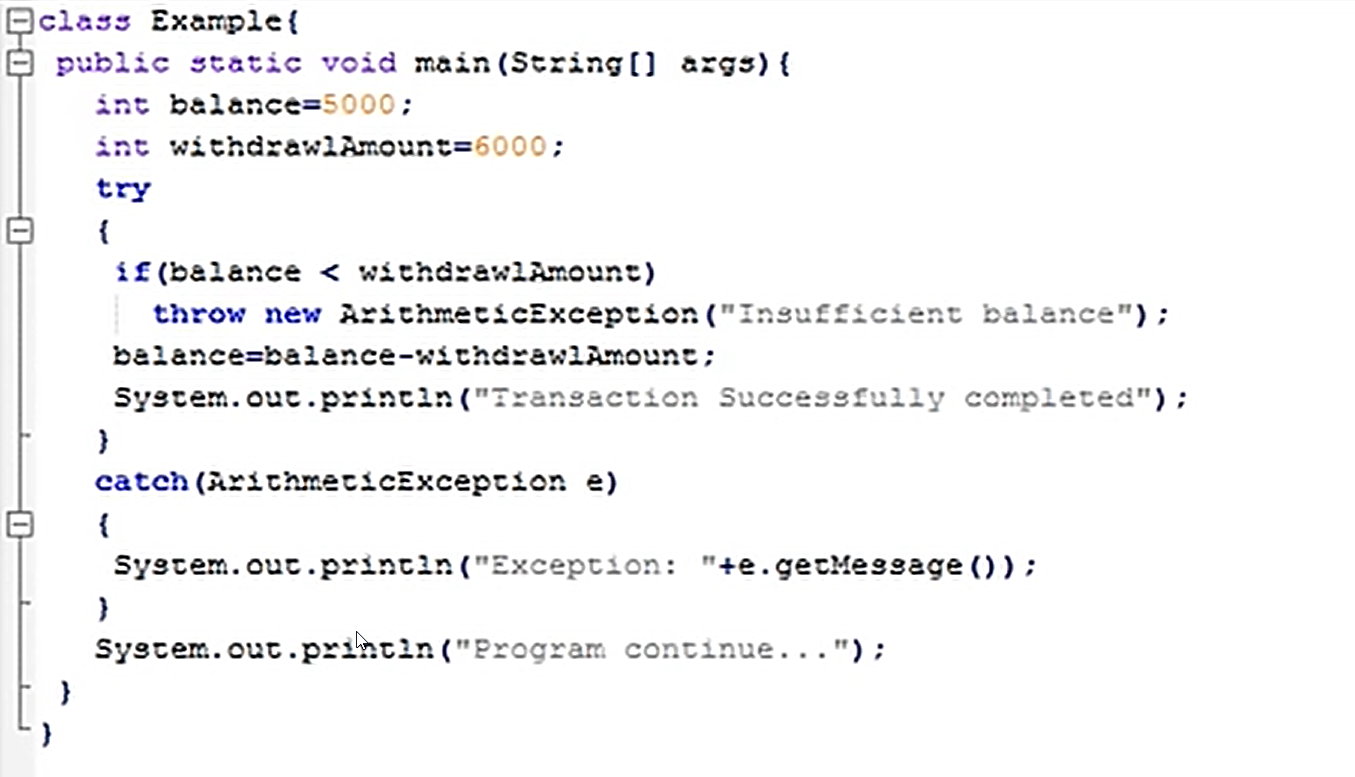 class Example{
public static void main(String[] args){
int balance=5000;
int withdrawlAmount=6000;
try
{
if(balance < withdrawlAmount)
throw new ArithmeticException("Insufficient balance");
balance=balance-withdrawlAmount;
System.out.println("Transaction Successfully completed");
}
catch(ArithmeticException e)
{
System.out.println("Exception: "+e.getMessage());
}
System.out.println("Program continue...");
}
}